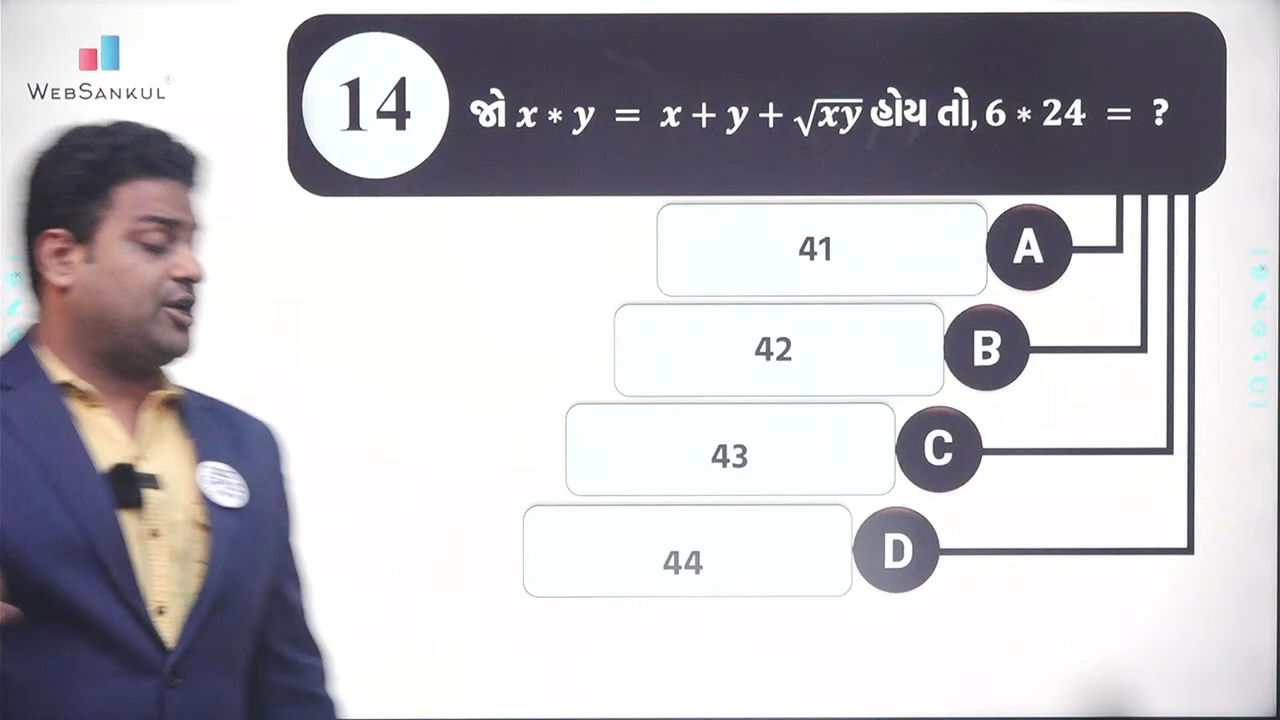 WEBSANKUL®
14
જો x * y = x + y + √xy હોય તો, 6 * 24 = ?
41 A
42 B
43 C
44 D